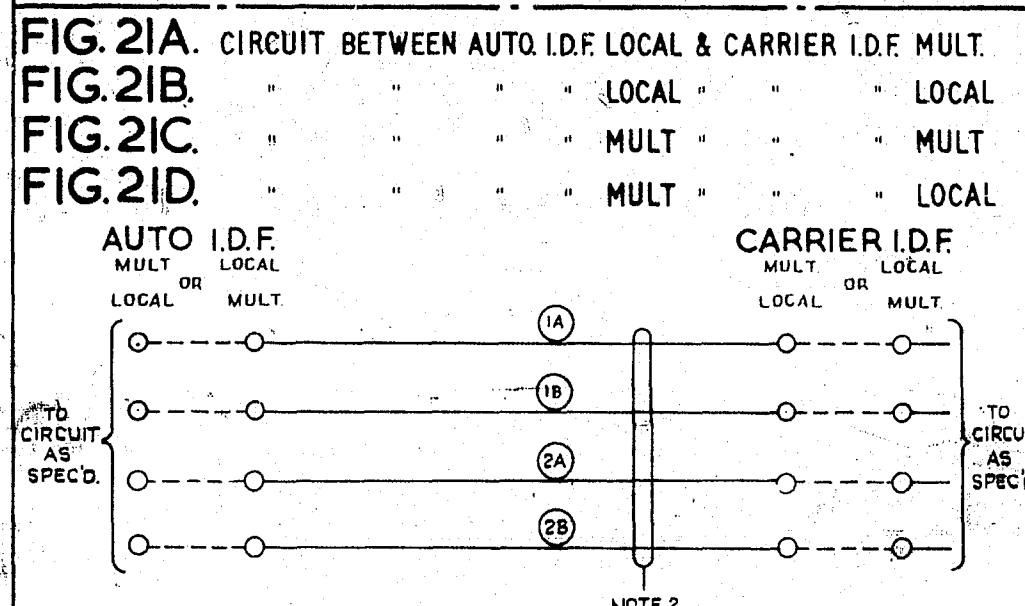 FIG. 21A. CIRCUIT BETWEEN AUTO. I.D.F. LOCAL & CARRIER I.D.F. MULT.
FIG. 21B. " " " " LOCAL " " " LOCAL
FIG. 21C. " " " " MULT " " " MULT
FIG. 21D. " " " " MULT " " " LOCAL
AUTO I.D.F. CARRIER I.D.F.
MULT LOCAL MULT. LOCAL
OR OR
LOCAL MULT. LOCAL MULT.
1A
1B
TO CIRCUIT AS SPEC'D.
TO CIRCU AS SPEC'
2A
2B
NOTE 2